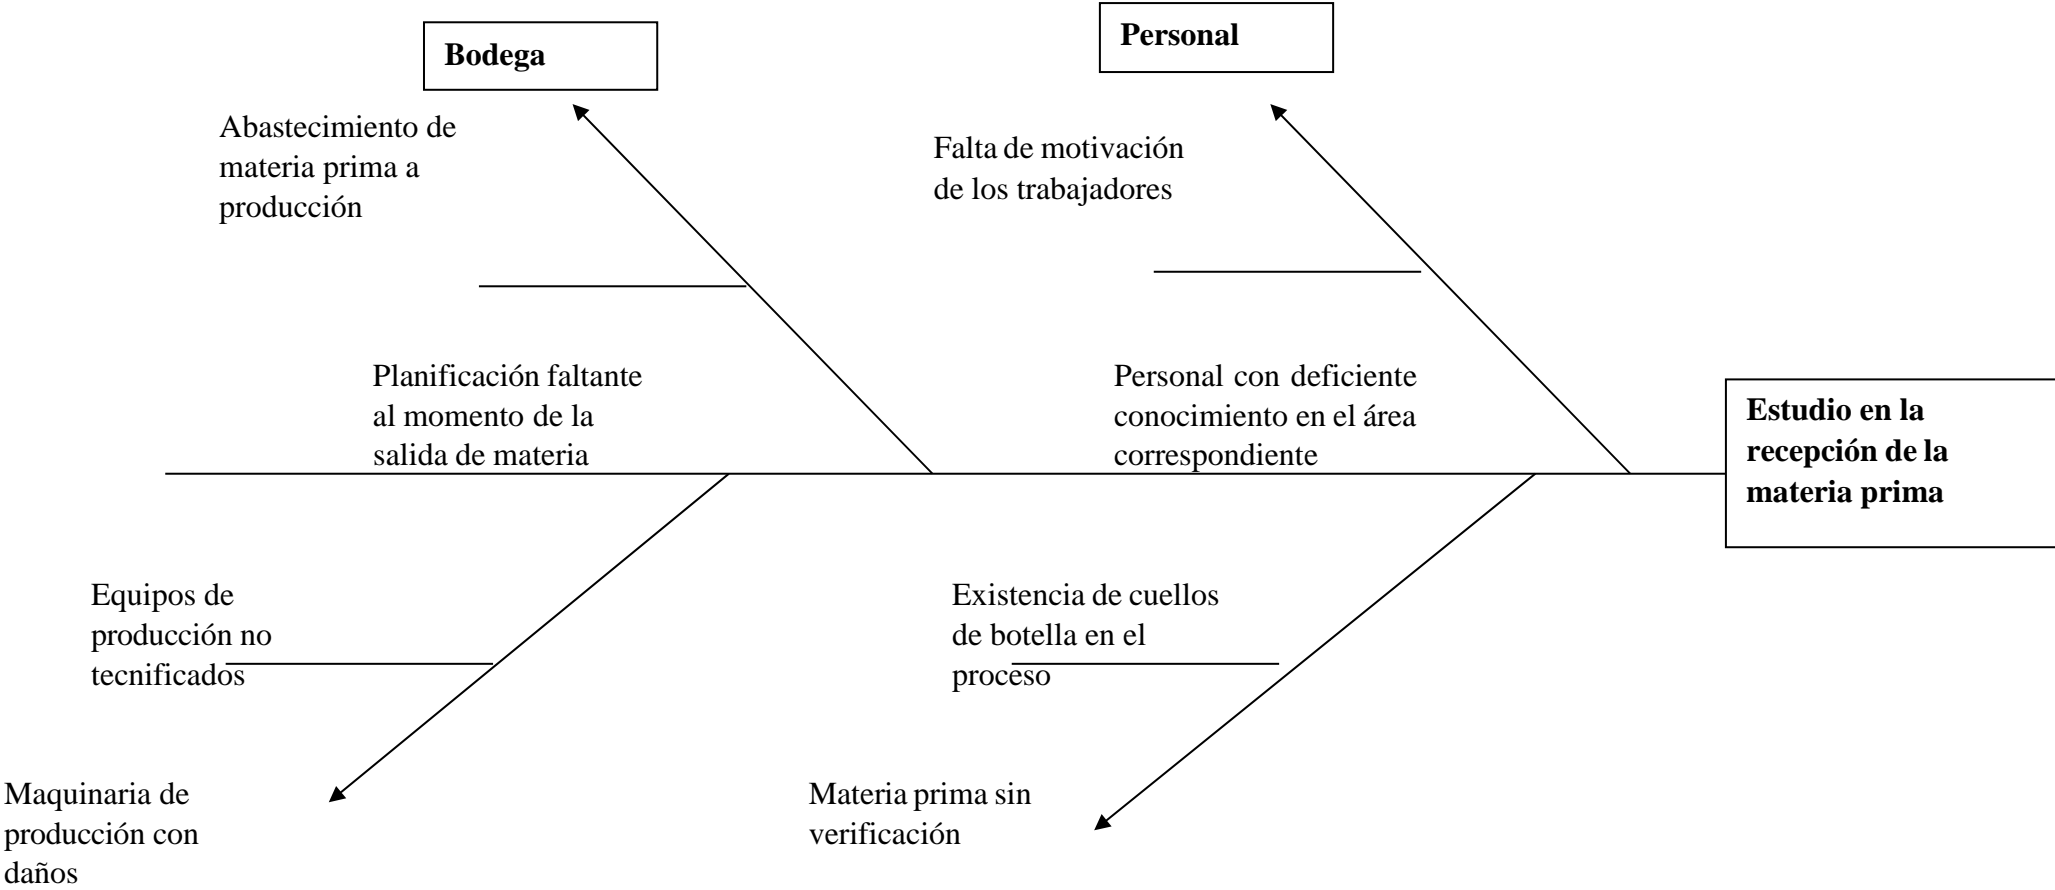 Bodega
Personal
Abastecimiento de
materia prima a
producción
Falta de motivación
de los trabajadores
Planificación faltante
al momento de la
salida de materia
Personal con deficiente
conocimiento en el área
correspondiente
Estudio en la
recepción de la
materia prima
Equipos de
producción no
tecnificados
Existencia de cuellos
de botella en el
proceso
Maquinaria de
producción con
daños
Materia prima sin
verificación